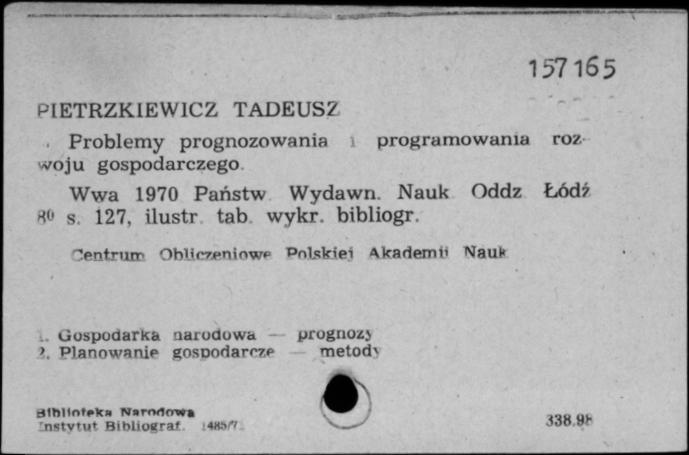 157165
PIETRZKIEWICZ TADEUSZ
Problemy prognozowania i programowania roz-
woju gospodarczego.
Wwa 1970 Państw. Wydawn. Nauk. Oddz. Łódź
8⁰ s. 127, ilustr. tab. wykr. bibliogr.
Centrum Obliczeniowe Polskiej Akademii Nauk
1. Gospodarka narodowa — prognozy
2. Planowanie gospodarcze — metody
Biblioteka Narodowa
Instytut Bibliograf.
338.98